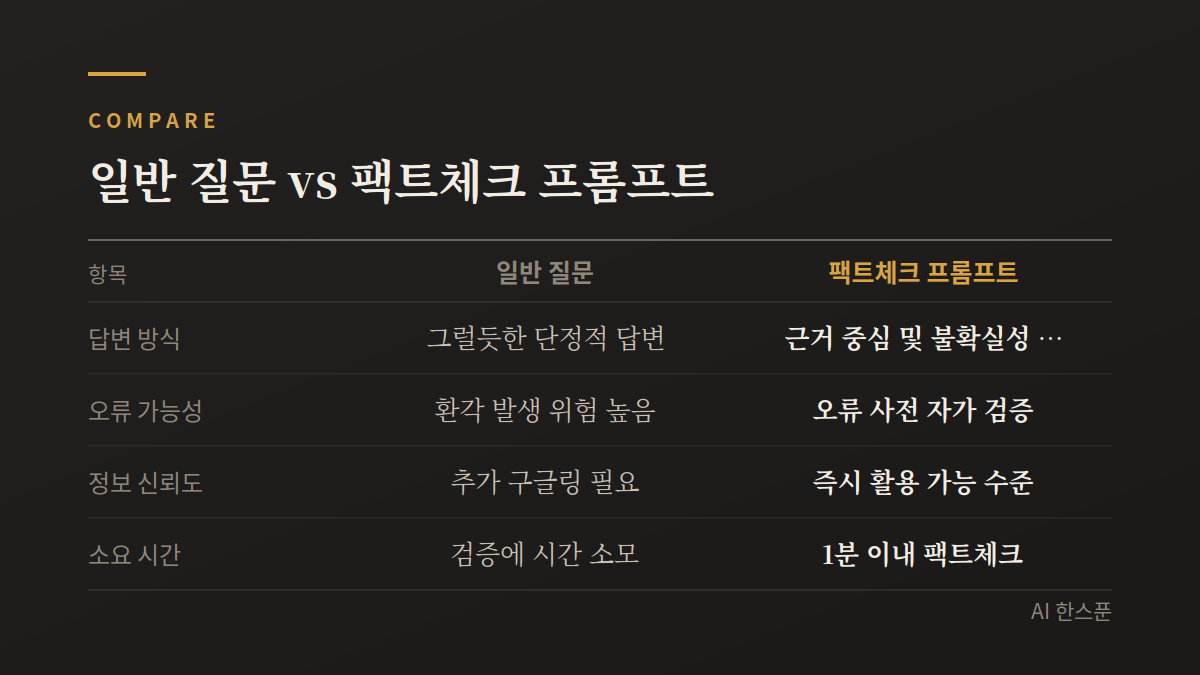 COMPARE
일반 질문 vs 팩트체크 프롬프트
항목 일반 질문 팩트체크 프롬프트
답변 방식 그럴듯한 단정적 답변 근거 중심 및 불확실성 …
오류 가능성 환각 발생 위험 높음 오류 사전 자가 검증
정보 신뢰도 추가 구글링 필요 즉시 활용 가능 수준
소요 시간 검증에 시간 소모 1분 이내 팩트체크
AI 한스푼